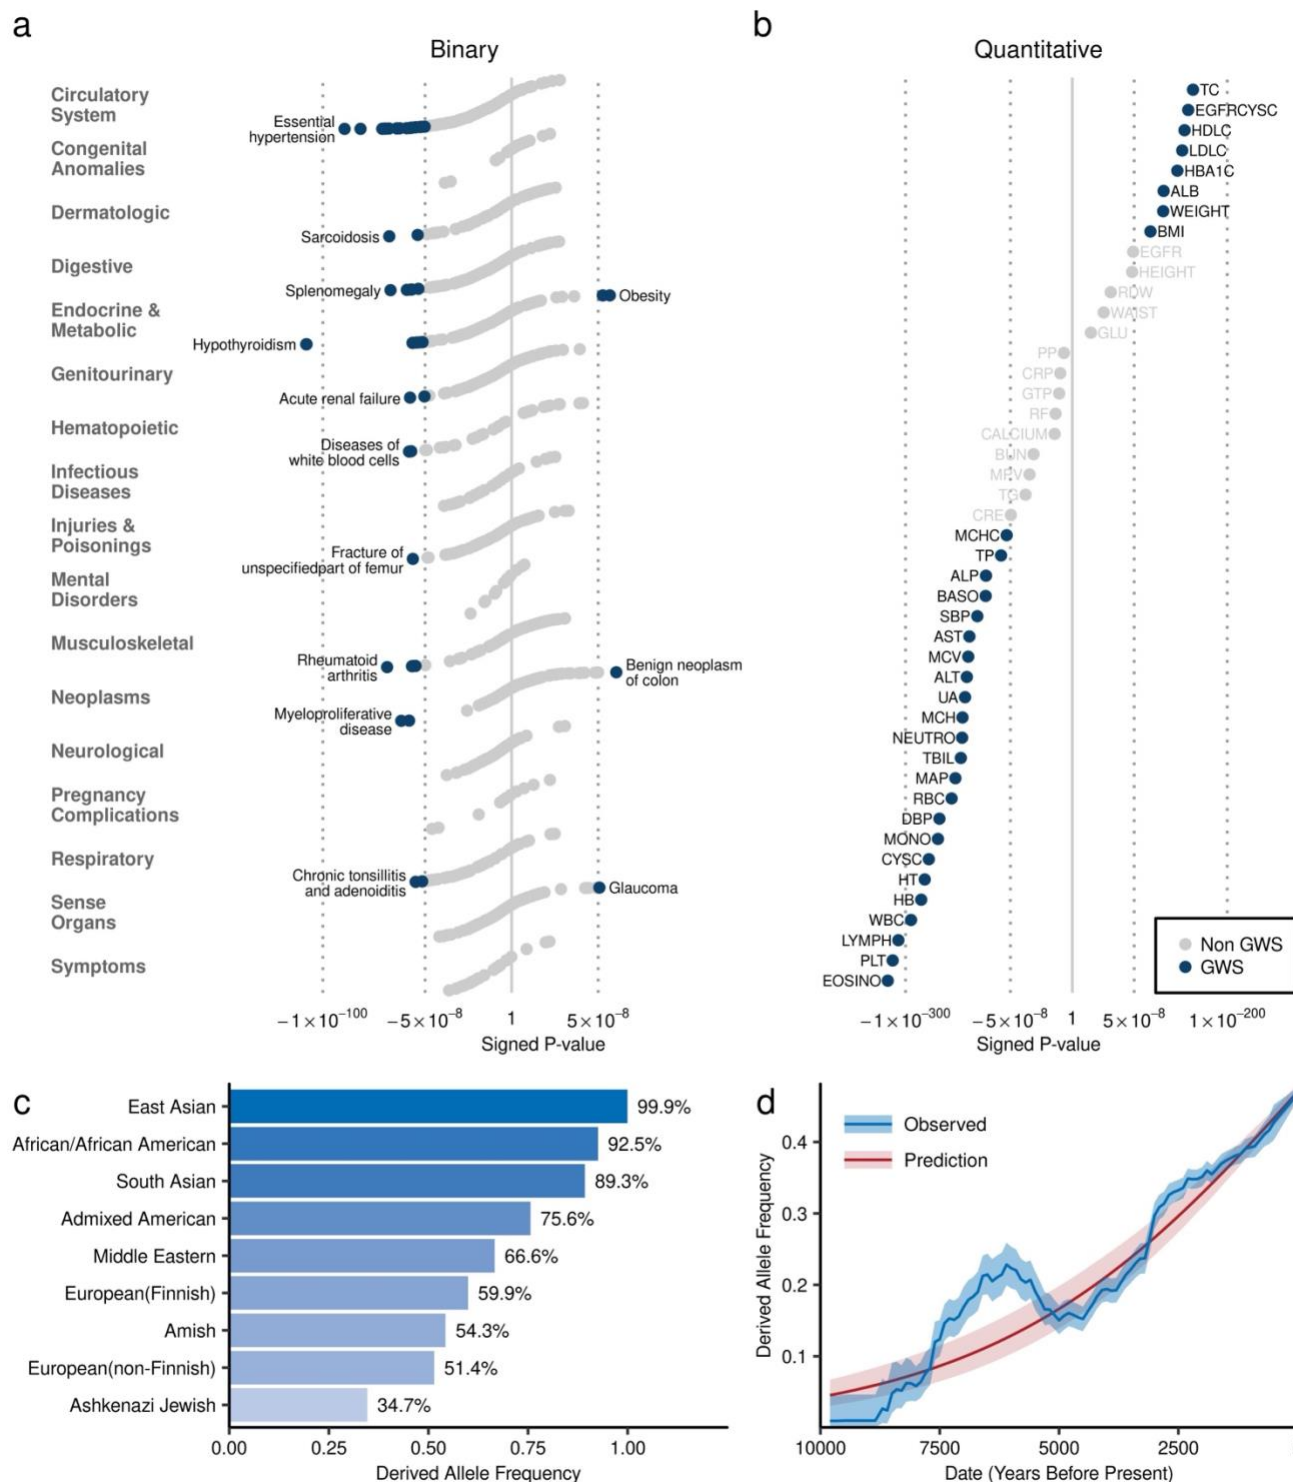 a
Binary
Circulatory
System
Essential
hypertension
Congenital
Anomalies
Dermatologic
Sarcoidosis
Digestive
Splenomegaly
Obesity
Endocrine &
Metabolic
Hypothyroidism
Genitourinary
Acute renal failure
Hematopoietic
Diseases of
white blood cells
Infectious
Diseases
Injuries &
Poisonings
Fracture of
unspecifiedpart of femur
Mental
Disorders
Musculoskeletal
Rheumatoid
arthritis
Benign neoplasm
of colon
Neoplasms
Myeloproliferative
disease
Neurological
Pregnancy
Complications
Respiratory
Chronic tonsillitis
and adenoiditis
Glaucoma
Sense
Organs
Symptoms
−1×10⁻¹⁰⁰ −5×10⁻⁸ 1 5×10⁻⁸
Signed P-value
b
Quantitative
TC
EGFRCYSC
HDLC
LDLC
HBA1C
ALB
WEIGHT
BMI
EGFR
HEIGHT
RDW
WAIST
GLU
PP
CRP
GTP
RF
CALCIUM
BUN
MPV
TG
CRE
MCHC
TP
ALP
BASO
SBP
AST
MCV
ALT
UA
MCH
NEUTRO
TBIL
MAP
RBC
DBP
MONO
CYSC
HT
HB
WBC
LYMPH
PLT
EOSINO
Non GWS
GWS
−1×10⁻³⁰⁰ −5×10⁻⁸ 1 5×10⁻⁸ 1×10⁻²⁰⁰
Signed P-value
c
East Asian 99.9%
African/African American 92.5%
South Asian 89.3%
Admixed American 75.6%
Middle Eastern 66.6%
European(Finnish) 59.9%
Amish 54.3%
European(non-Finnish) 51.4%
Ashkenazi Jewish 34.7%
0.00 0.25 0.50 0.75 1.00
Derived Allele Frequency
d
Observed
Prediction
Derived Allele Frequency
0.4
0.3
0.2
0.1
10000 7500 5000 2500
Date (Years Before Present)